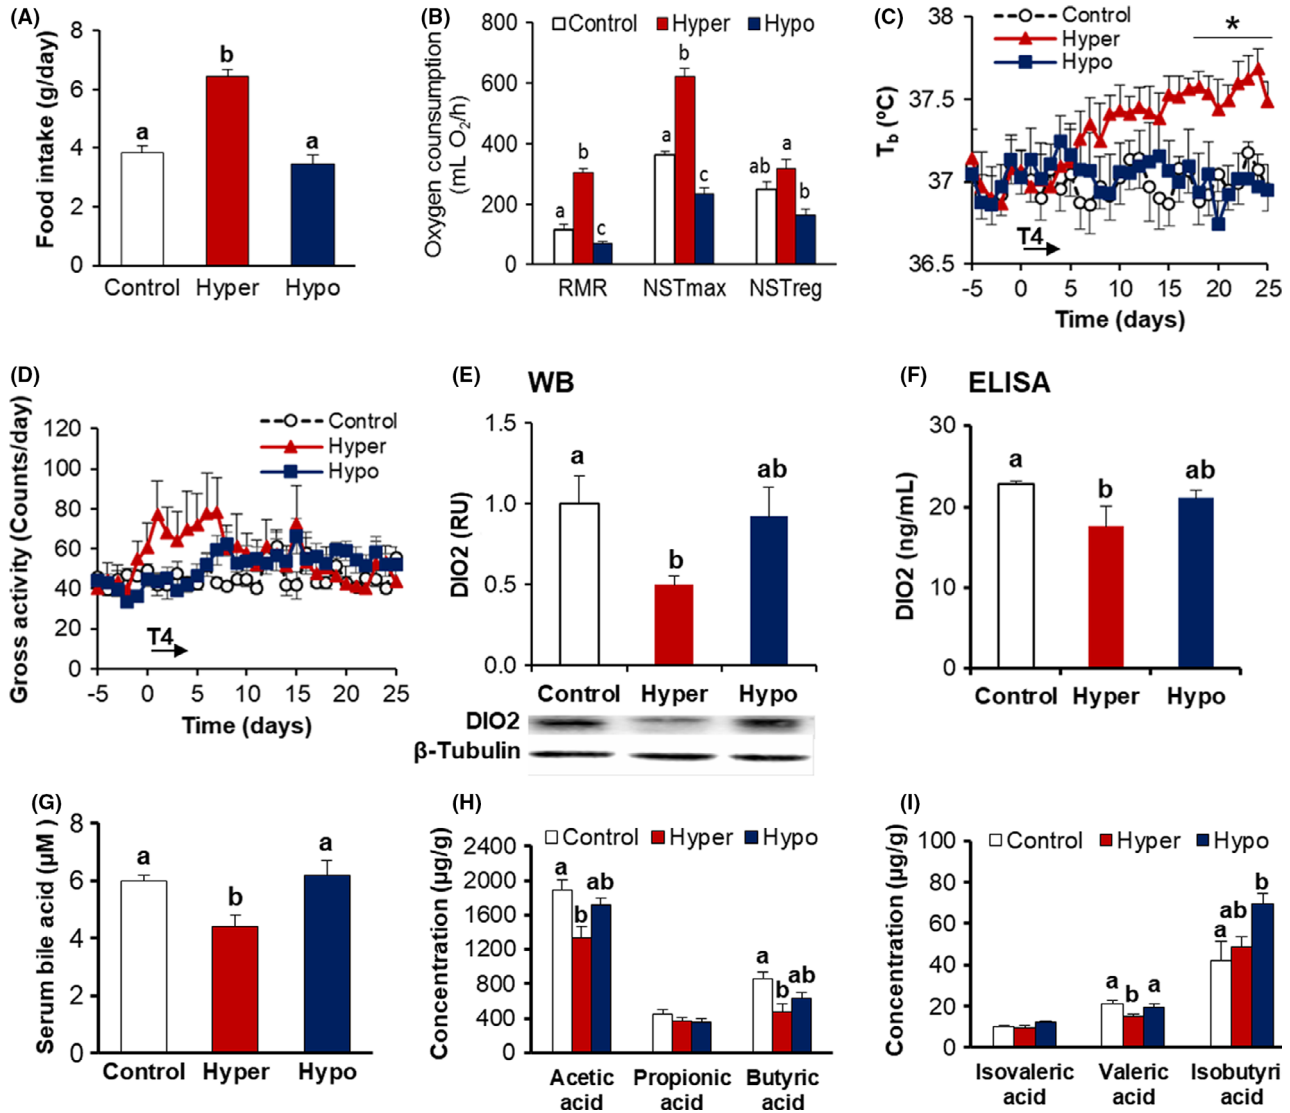 (A)
8
6
4
2
0
Food intake (g/day)
a
b
a
Control Hyper Hypo
(B)
800
600
400
200
0
Oxygen counsumption
(mL O2/h)
Control Hyper Hypo
a
b
c
a
b
c
ab
a
b
RMR NSTmax NSTreg
(C)
38
37.5
37
36.5
Tb (ºC)
Control
Hyper
Hypo
*
T4
-5 0 5 10 15 20 25
Time (days)
(D)
120
100
80
60
40
20
0
Gross activity (Counts/day)
Control
Hyper
Hypo
T4
-5 0 5 10 15 20 25
Time (days)
(E) WB
1.5
1.0
0.5
0.0
DIO2 (RU)
a
b
ab
Control Hyper Hypo
DIO2
β-Tubulin
(F) ELISA
30
20
10
0
DIO2 (ng/mL)
a
b
ab
Control Hyper Hypo
(G)
8
6
4
2
0
Serum bile acid (µM )
a
b
a
Control Hyper Hypo
(H)
2400
2000
1600
1200
800
400
0
Concentration (µg/g)
Control Hyper Hypo
a
b
ab
a
b
ab
Acetic Propionic Butyric
acid acid acid
(I)
100
80
60
40
20
0
Concentration (µg/g)
Control Hyper Hypo
a
b
a
a
ab
b
Isovaleric Valeric Isobutyri
acid acid acid